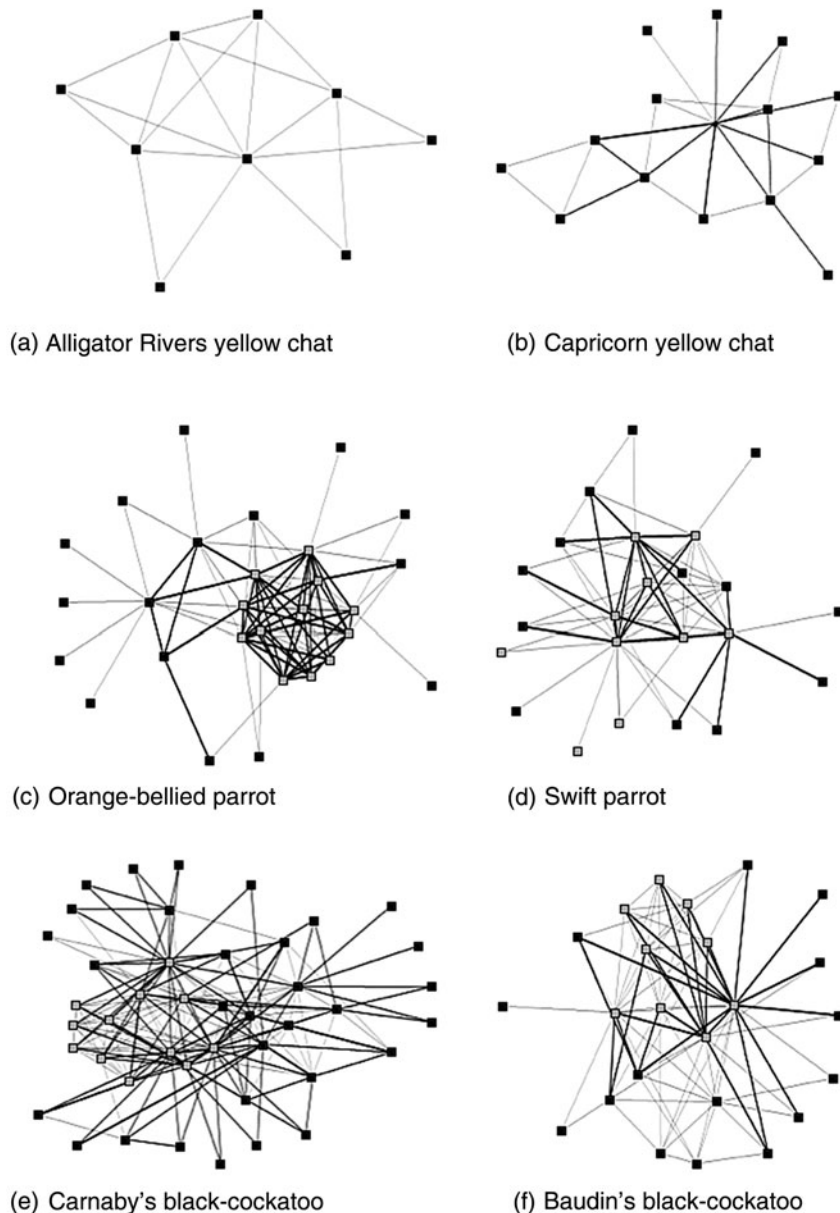 (a) Alligator Rivers yellow chat
(b) Capricorn yellow chat
(c) Orange-bellied parrot
(d) Swift parrot
(e) Carnaby's black-cockatoo
(f) Baudin's black-cockatoo